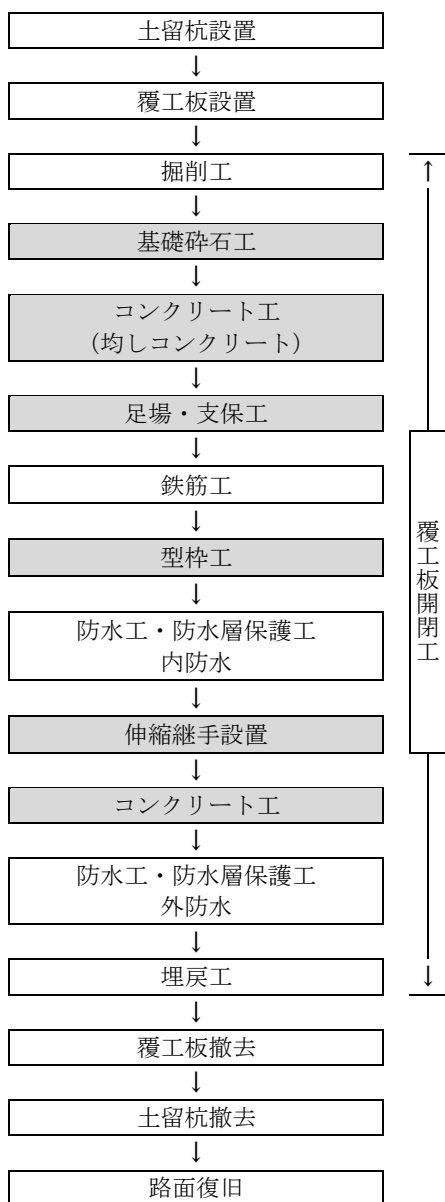 土留杭設置
↓
覆工板設置
↓
掘削工
↓
基礎砕石工
↓
コンクリート工
(均しコンクリート)
↓
足場・支保工
↓
鉄筋工
↓
型枠工
↓
防水工・防水層保護工
内防水
↓
伸縮継手設置
↓
コンクリート工
↓
防水工・防水層保護工
外防水
↓
埋戻工
↓
覆工板撤去
↓
土留杭撤去
↓
路面復旧
↑
覆工板開閉工
↓